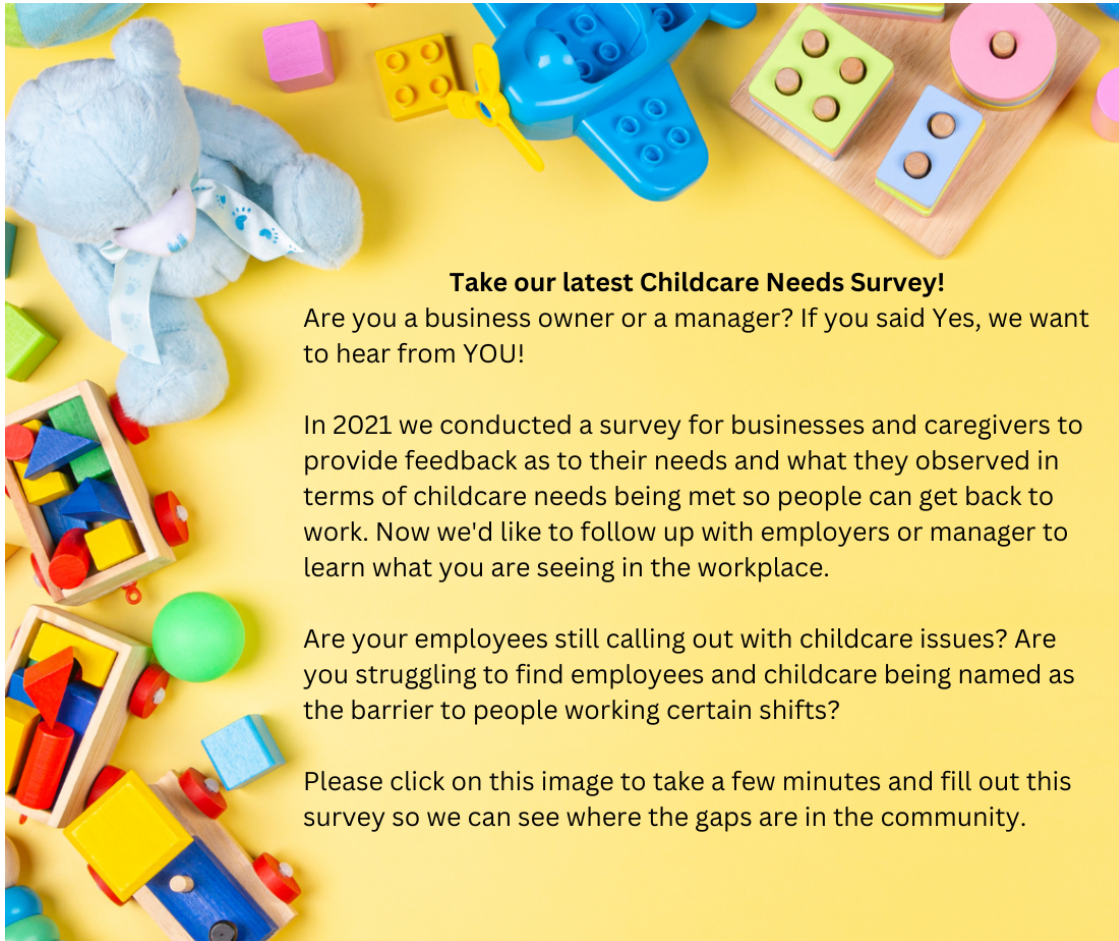 Take our latest Childcare Needs Survey!
Are you a business owner or a manager? If you said Yes, we want
to hear from YOU!
In 2021 we conducted a survey for businesses and caregivers to
provide feedback as to their needs and what they observed in
terms of childcare needs being met so people can get back to
work. Now we'd like to follow up with employers or manager to
learn what you are seeing in the workplace.
Are your employees still calling out with childcare issues? Are
you struggling to find employees and childcare being named as
the barrier to people working certain shifts?
Please click on this image to take a few minutes and fill out this
survey so we can see where the gaps are in the community.